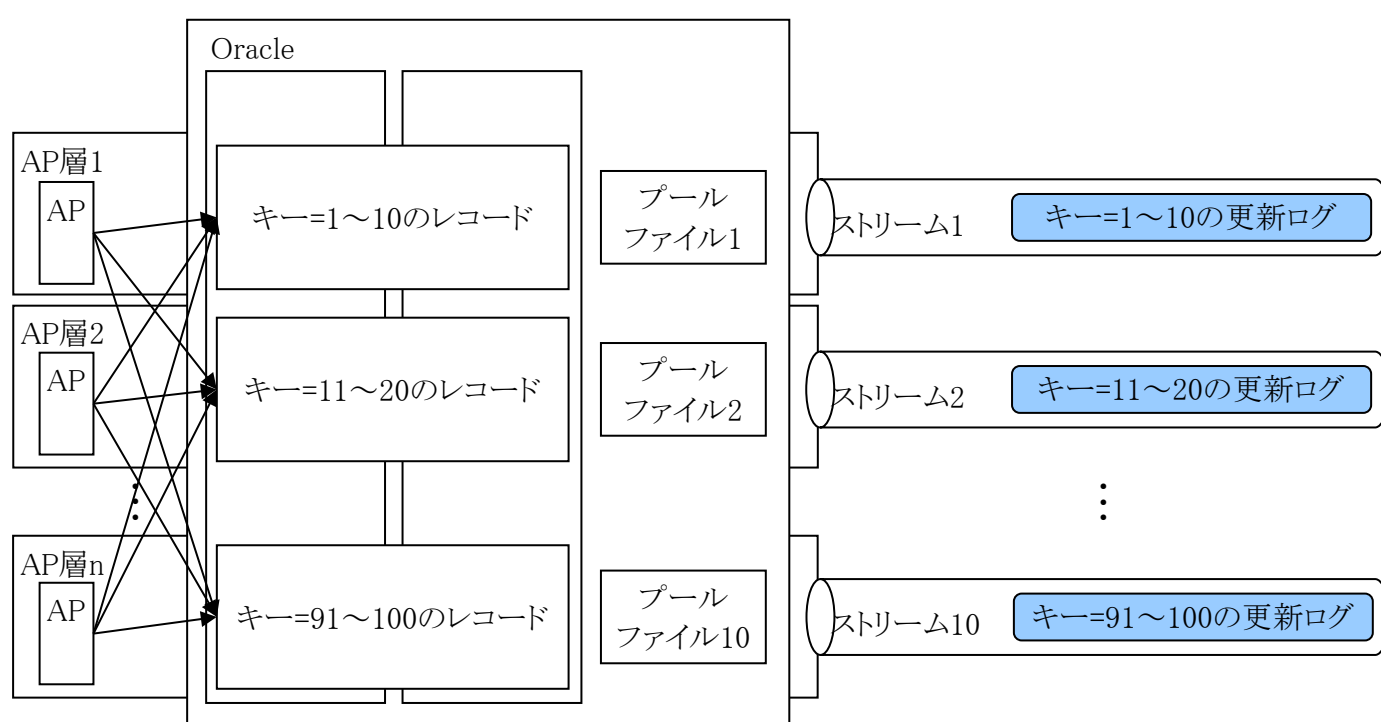 Oracle
AP層1
AP
キー=1～10のレコード
プール
ファイル1
ストリーム1
キー=1～10の更新ログ
AP層2
AP
キー=11～20のレコード
プール
ファイル2
ストリーム2
キー=11～20の更新ログ
AP層n
AP
キー=91～100のレコード
プール
ファイル10
ストリーム10
キー=91～100の更新ログ